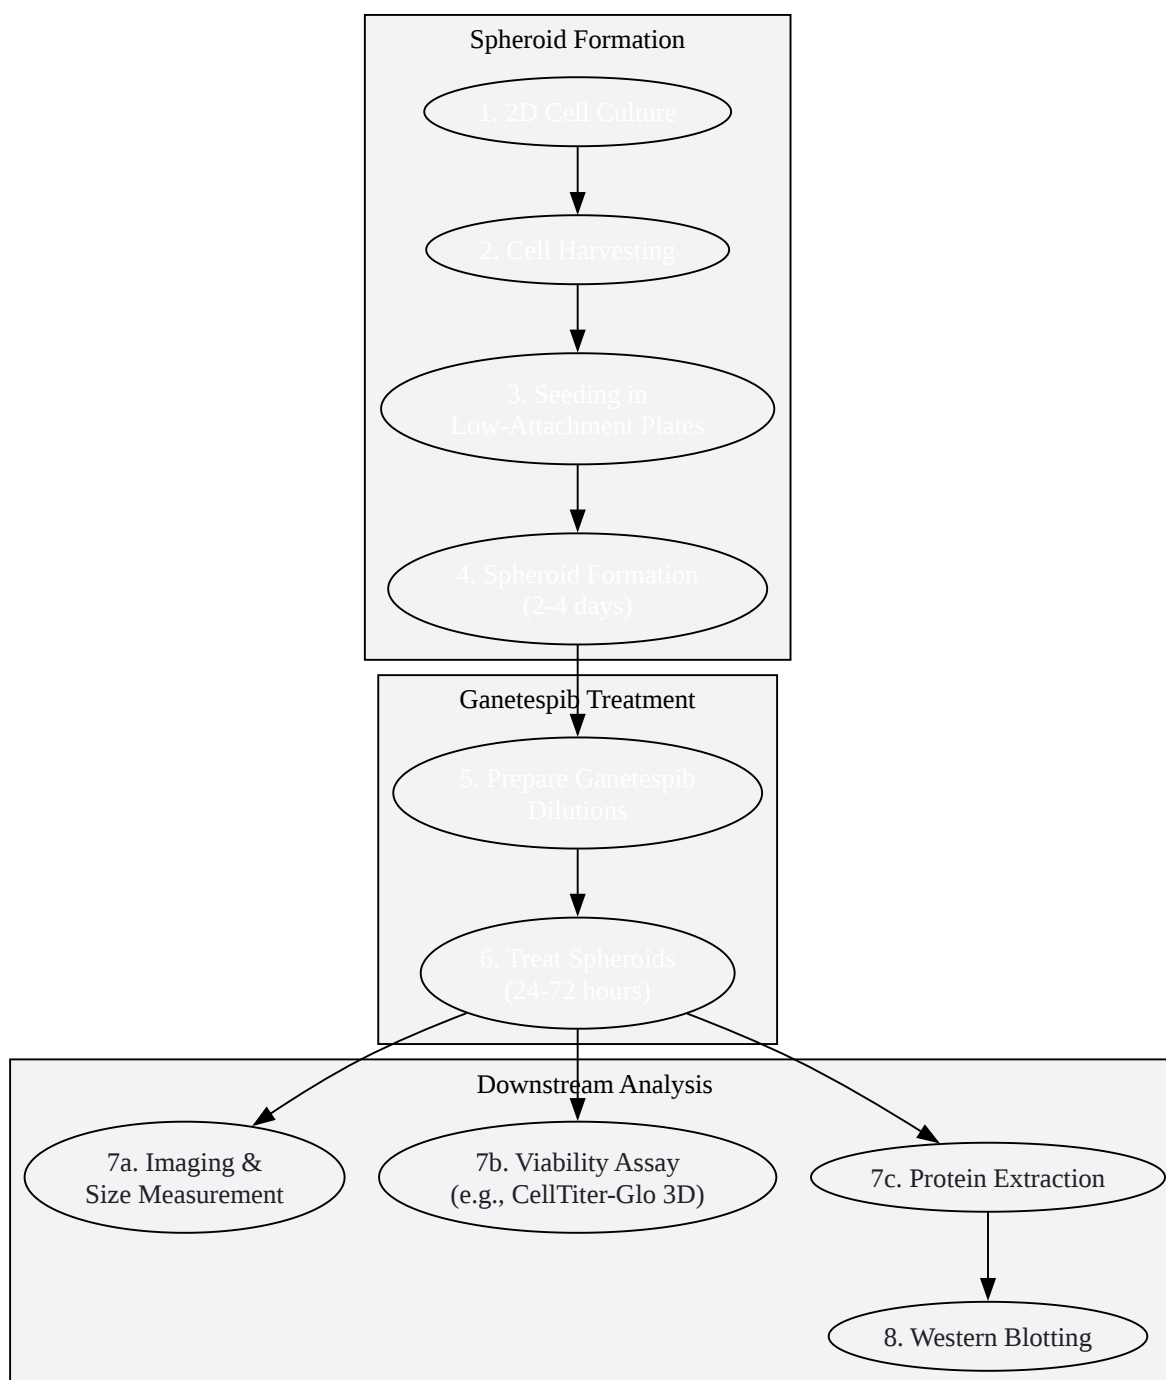 Spheroid Formation
1. 2D Cell Culture
2. Cell Harvesting
3. Seeding in
Low-Attachment Plates
4. Spheroid Formation
(2-4 days)
Ganetespib Treatment
5. Prepare Ganetespib
Dilutions
6. Treat Spheroids
(24-72 hours)
Downstream Analysis
7a. Imaging &
Size Measurement
7b. Viability Assay
(e.g., CellTiter-Glo 3D)
7c. Protein Extraction
8. Western Blotting